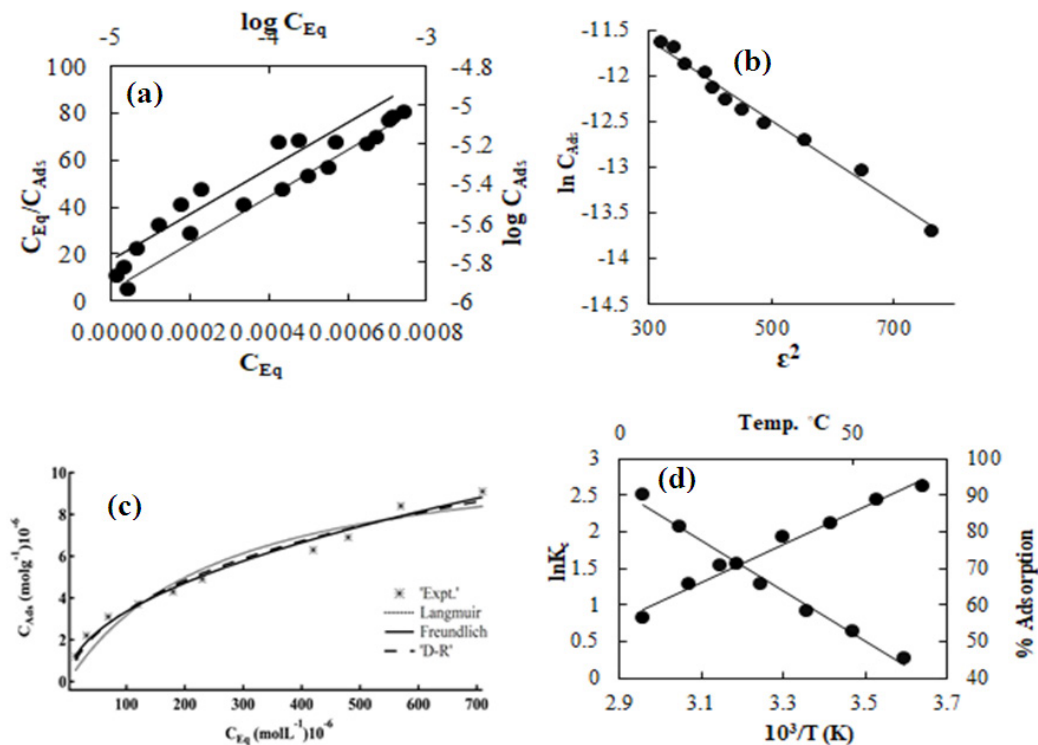 log C_Eq
-5 -4 -3
(a)
100
80
60
40
20
0
C_Eq/C_Ads
-4.8
-5
-5.2
-5.4
-5.6
-5.8
-6
log C_Ads
0.0000 0.0002 0.0004 0.0006 0.0008
C_Eq
(b)
-11.5
-12
-12.5
-13
-13.5
-14
-14.5
ln C_Ads
300 500 700
ε²
(c)
10
8
6
4
2
0
C_Ads (molg⁻¹)10⁻⁶
'Expt.'
Langmuir
Freundlich
'D-R'
100 200 300 400 500 600 700
C_Eq (molL⁻¹)10⁻⁶
Temp. °C
0 50
(d)
3
2.5
2
1.5
1
0.5
0
lnK_c
100
90
80
70
60
50
40
% Adsorption
2.9 3.1 3.3 3.5 3.7
10³/T (K)